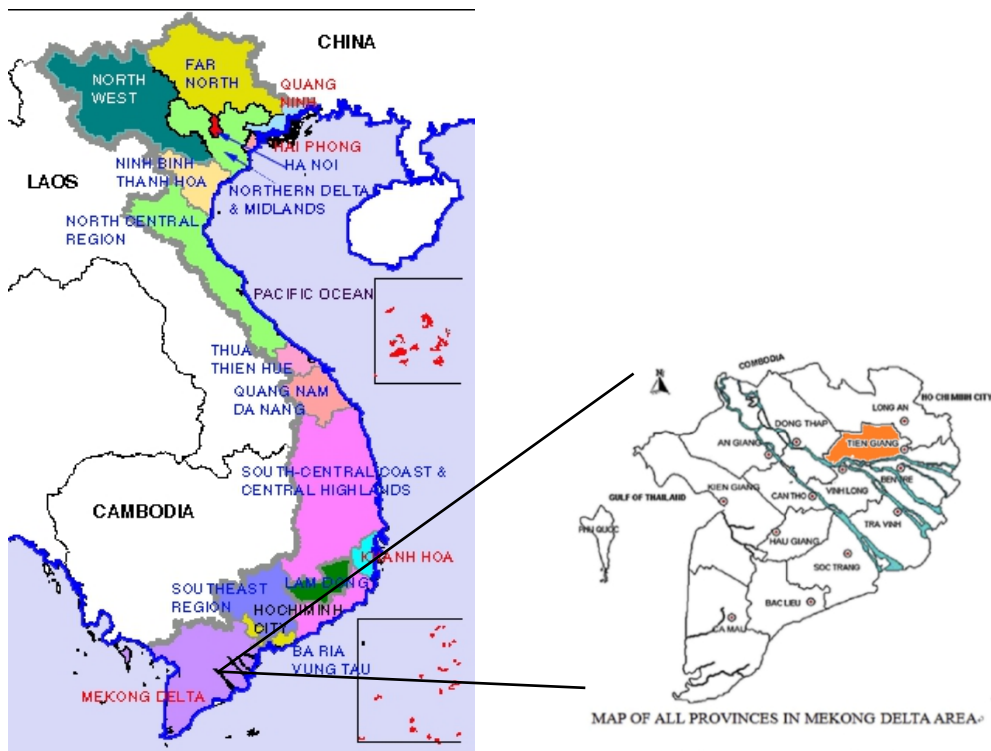 CHINA
FAR
NORTH
NORTH
WEST
QUANG
NINH
HAI PHONG
HA NOI
NINH BINH
THANH HOA
LAOS
NORTHERN DELTA
& MIDLANDS
NORTH CENTRAL
REGION
PACIFIC OCEAN
THUA
THIEN HUE
QUANG NAM
DA NANG
SOUTH-CENTRAL COAST &
CENTRAL HIGHLANDS
CAMBODIA
KHANH HOA
LAM DONG
SOUTHEAST
REGION
HOCHIMINH
CITY
BA RIA
VUNG TAU
MEKONG DELTA
N
COMBODIA
HO CHI MINH CITY
LONG AN
DONG THAP
AN GIANG
TIEN GIANG
BEN TRE
VINH LONG
KIEN GIANG
CAN THO
GULF OF THAILAND
TRA VINH
PHU QUOC
HAU GIANG
SOC TRANG
BAC LIEU
CA MAU
MAP OF ALL PROVINCES IN MEKONG DELTA AREA